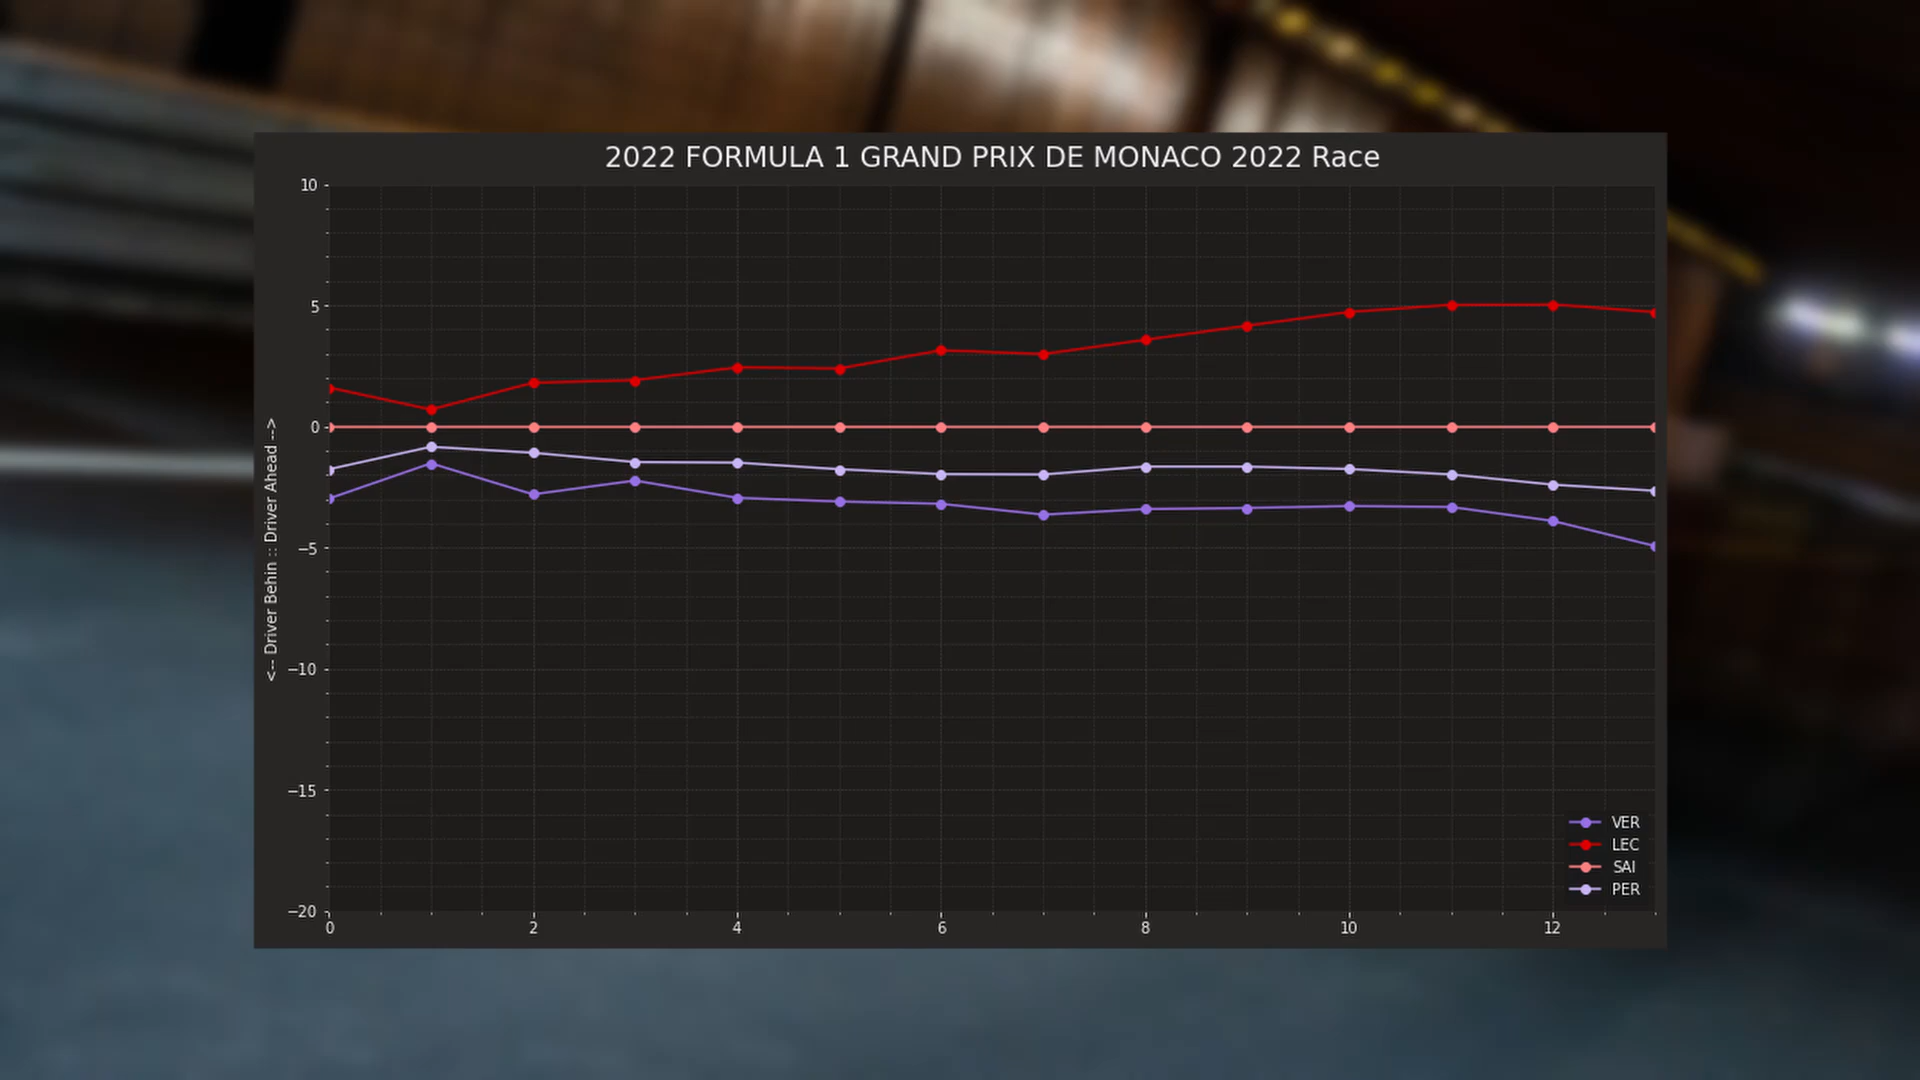 2022 FORMULA 1 GRAND PRIX DE MONACO 2022 Race
10
5
0
−5
−10
−15
−20
<-- Driver Behin :: Driver Ahead -->
0 2 4 6 8 10 12
VER
LEC
SAI
PER